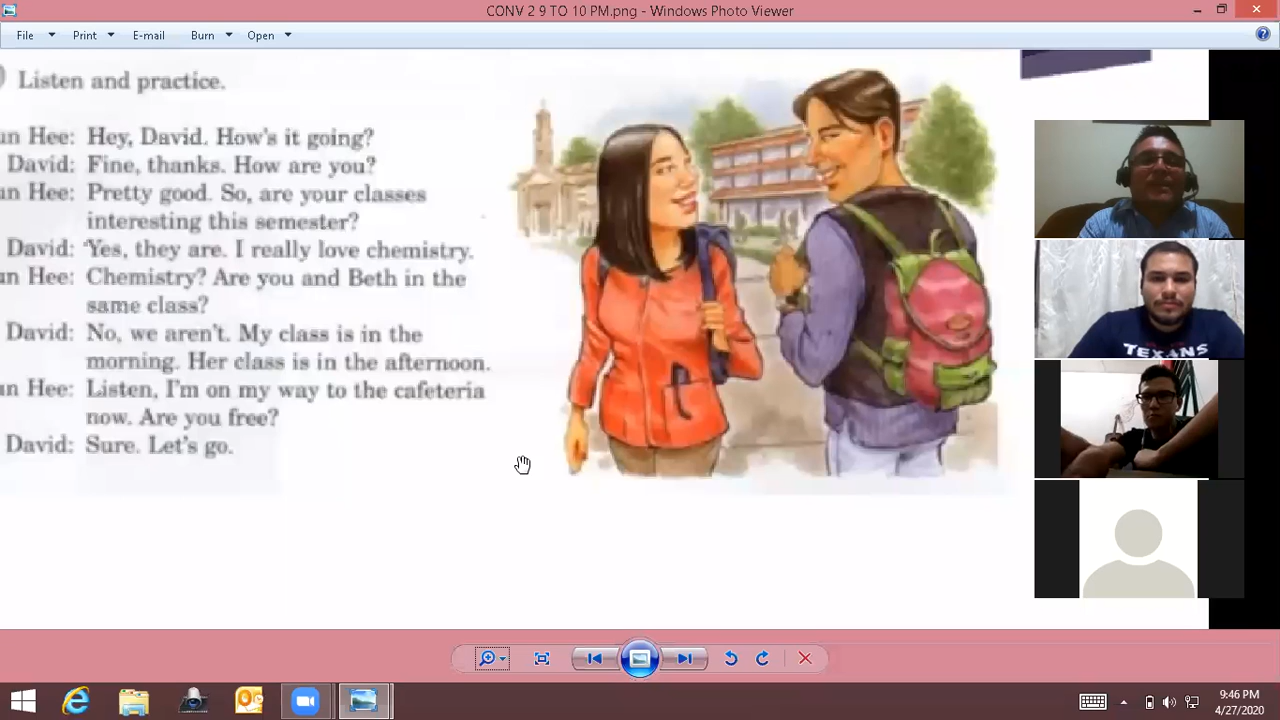 CONV 2 9 TO 10 PM.png - Windows Photo Viewer
File Print E-mail Burn Open
Listen and practice.
un Hee: Hey, David. How's it going?
David: Fine, thanks. How are you?
un Hee: Pretty good. So, are your classes
interesting this semester?
David: Yes, they are. I really love chemistry.
un Hee: Chemistry? Are you and Beth in the
same class?
David: No, we aren't. My class is in the
morning. Her class is in the afternoon.
un Hee: Listen, I'm on my way to the cafeteria
now. Are you free?
David: Sure. Let's go.
TEXANS
9:46 PM
4/27/2020